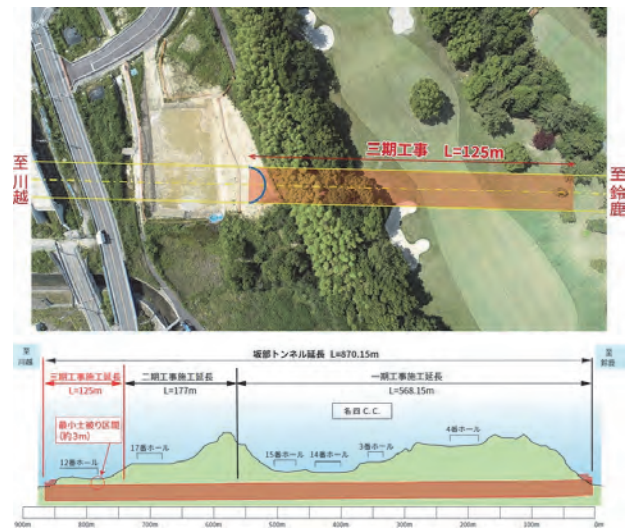 三期工事 L=125m
至川越
至鈴鹿
至
川越
坂部トンネル延長 L=870.15m
至
鈴鹿
三期工事施工延長
L=125m
二期工事施工延長
L=177m
一期工事施工延長
L=568.15m
最小土被り区間
(約3m)
名四C.C.
12番ホール
17番ホール
15番ホール
14番ホール
3番ホール
4番ホール
900m 800m 700m 600m 500m 400m 300m 200m 100m 0m